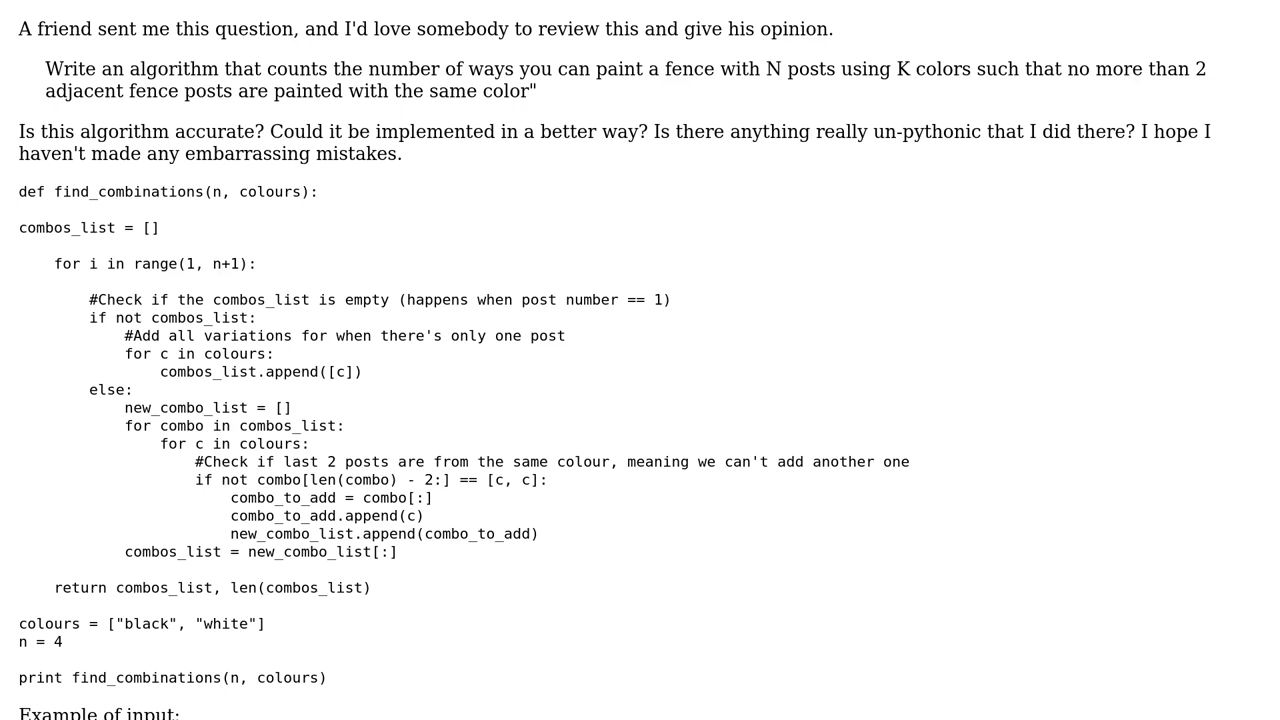 A friend sent me this question, and I'd love somebody to review this and give his opinion.
Write an algorithm that counts the number of ways you can paint a fence with N posts using K colors such that no more than 2
adjacent fence posts are painted with the same color"
Is this algorithm accurate? Could it be implemented in a better way? Is there anything really un-pythonic that I did there? I hope I
haven't made any embarrassing mistakes.
def find_combinations(n, colours):
combos_list = []
    for i in range(1, n+1):
        #Check if the combos_list is empty (happens when post number == 1)
        if not combos_list:
            #Add all variations for when there's only one post
            for c in colours:
                combos_list.append([c])
        else:
            new_combo_list = []
            for combo in combos_list:
                for c in colours:
                    #Check if last 2 posts are from the same colour, meaning we can't add another one
                    if not combo[len(combo) - 2:] == [c, c]:
                        combo_to_add = combo[:]
                        combo_to_add.append(c)
                        new_combo_list.append(combo_to_add)
            combos_list = new_combo_list[:]
    return combos_list, len(combos_list)
colours = ["black", "white"]
n = 4
print find_combinations(n, colours)
Example of input: